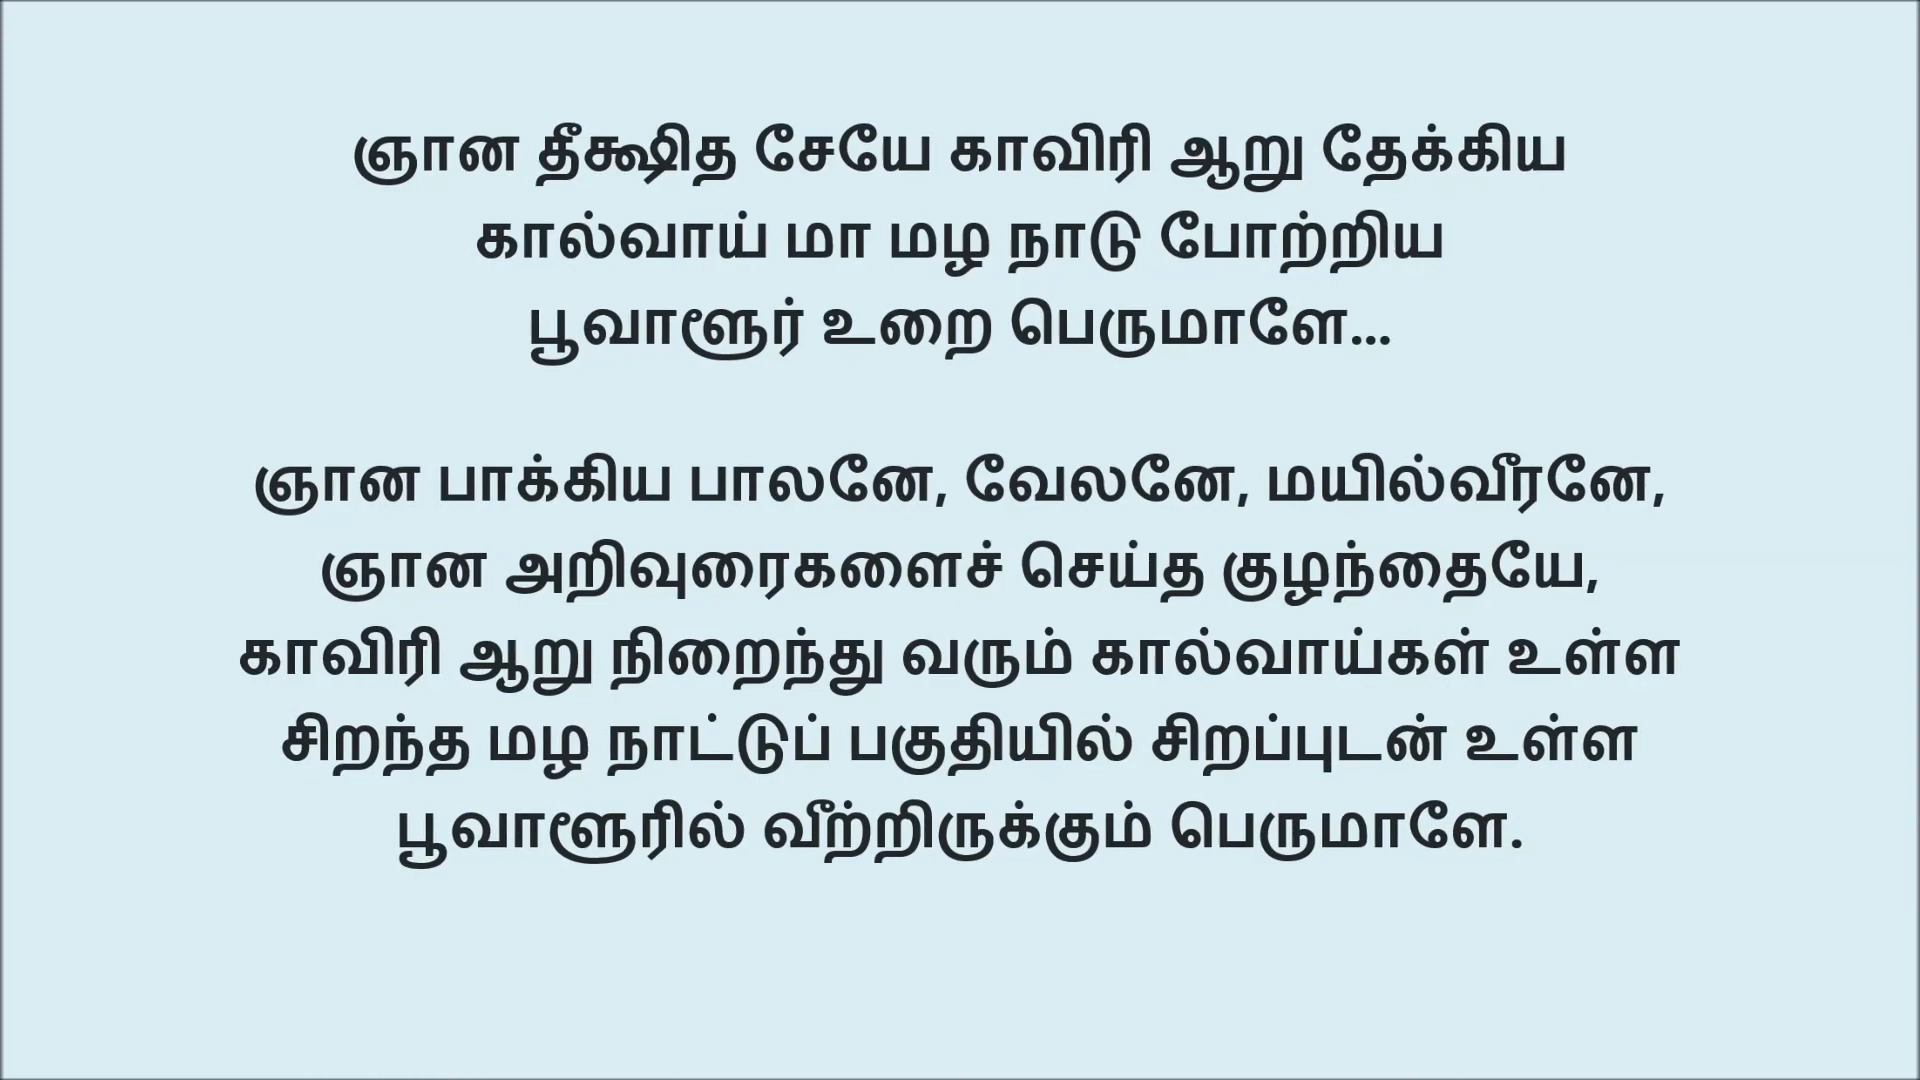 ஞான தீக்ஷித சேயே காவிரி ஆறு தேக்கிய
கால்வாய் மா மழ நாடு போற்றிய
பூவாளூர் உறை பெருமாளே...
ஞான பாக்கிய பாலனே, வேலனே, மயில்வீரனே,
ஞான அறிவுரைகளைச் செய்த குழந்தையே,
காவிரி ஆறு நிறைந்து வரும் கால்வாய்கள் உள்ள
சிறந்த மழ நாட்டுப் பகுதியில் சிறப்புடன் உள்ள
பூவாளூரில் வீற்றிருக்கும் பெருமாளே.